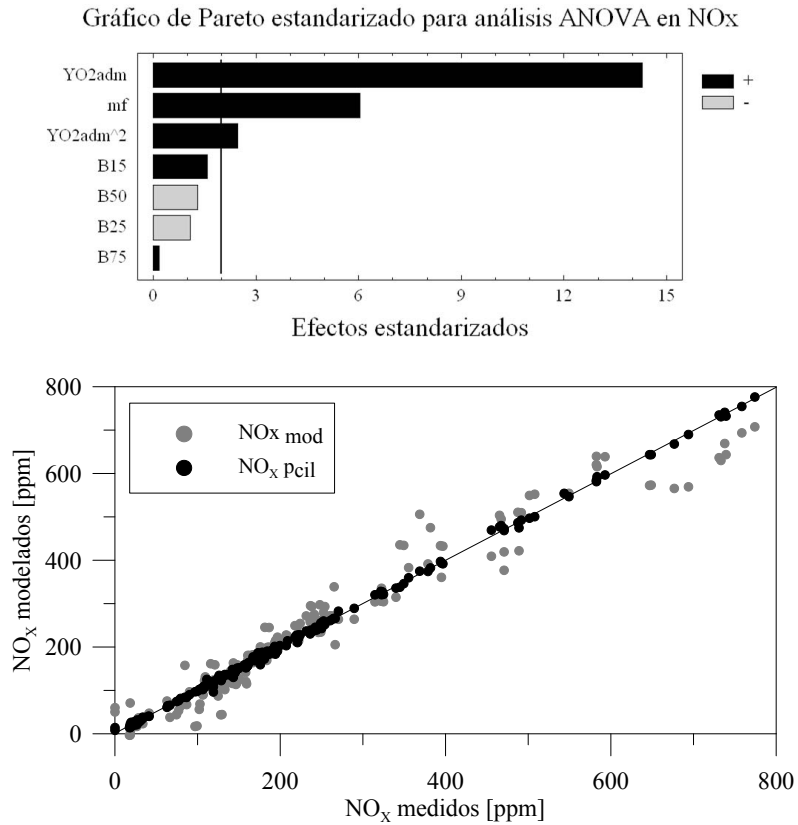 Gráfico de Pareto estandarizado para análisis ANOVA en NOx
YO2adm
mf
YO2adm^2
B15
B50
B25
B75
+
-
0 3 6 9 12 15
Efectos estandarizados
800
600
400
200
0
NOX modelados [ppm]
NOx mod
NOX pcil
0 200 400 600 800
NOX medidos [ppm]